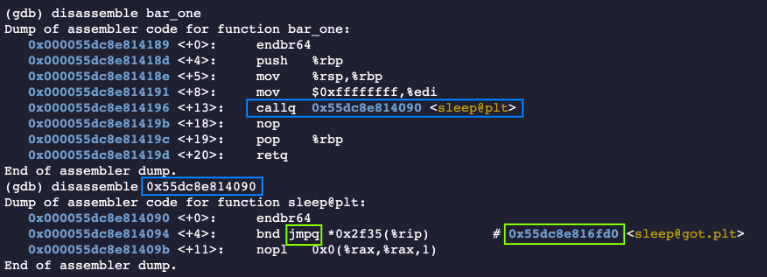 (gdb) disassemble bar_one
Dump of assembler code for function bar_one:
   0x000055dc8e814189 <+0>:     endbr64
   0x000055dc8e81418d <+4>:     push   %rbp
   0x000055dc8e81418e <+5>:     mov    %rsp,%rbp
   0x000055dc8e814191 <+8>:     mov    $0xffffffff,%edi
   0x000055dc8e814196 <+13>:    callq  0x55dc8e814090 <sleep@plt>
   0x000055dc8e81419b <+18>:    nop
   0x000055dc8e81419c <+19>:    pop    %rbp
   0x000055dc8e81419d <+20>:    retq
End of assembler dump.
(gdb) disassemble 0x55dc8e814090
Dump of assembler code for function sleep@plt:
   0x000055dc8e814090 <+0>:     endbr64
   0x000055dc8e814094 <+4>:     bnd jmpq *0x2f35(%rip)        # 0x55dc8e816fd0 <sleep@got.plt>
   0x000055dc8e81409b <+11>:    nopl   0x0(%rax,%rax,1)
End of assembler dump.